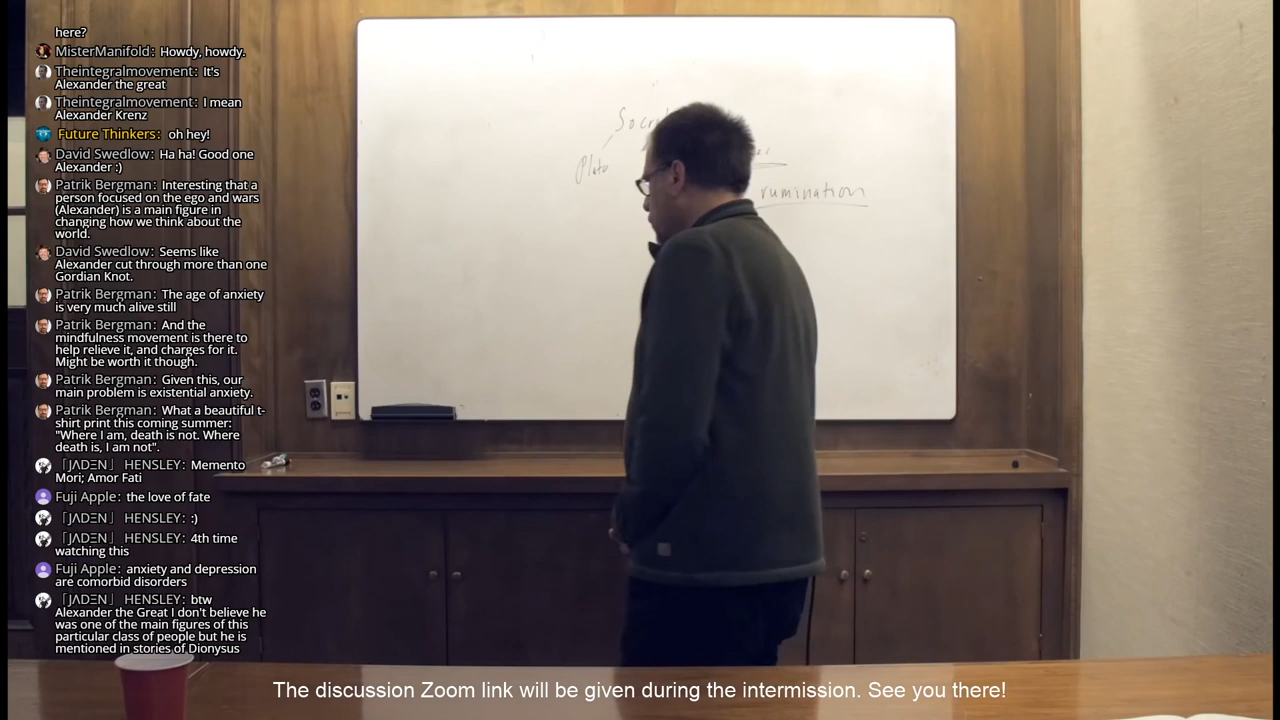 here?
MisterManifold: Howdy, howdy.
Theintegralmovement: It's
Alexander the great
Theintegralmovement: I mean
Alexander Krenz
Future Thinkers: oh hey!
David Swedlow: Ha ha! Good one
Alexander :)
Patrik Bergman: Interesting that a
person focused on the ego and wars
(Alexander) is a main figure in
changing how we think about the
world.
David Swedlow: Seems like
Alexander cut through more than one
Gordian Knot.
Patrik Bergman: The age of anxiety
is very much alive still
Patrik Bergman: And the
mindfulness movement is there to
help relieve it, and charges for it.
Might be worth it though.
Patrik Bergman: Given this, our
main problem is existential anxiety.
Patrik Bergman: What a beautiful t-
shirt print this coming summer:
"Where I am, death is not. Where
death is, I am not".
「JΛDΞN」 HENSLEY: Memento
Mori; Amor Fati
Fuji Apple: the love of fate
「JΛDΞN」 HENSLEY: :)
「JΛDΞN」 HENSLEY: 4th time
watching this
Fuji Apple: anxiety and depression
are comorbid disorders
「JΛDΞN」 HENSLEY: btw
Alexander the Great I don't believe he
was one of the main figures of this
particular class of people but he is
mentioned in stories of Dionysus
Socra
Plato
rumination
The discussion Zoom link will be given during the intermission. See you there!